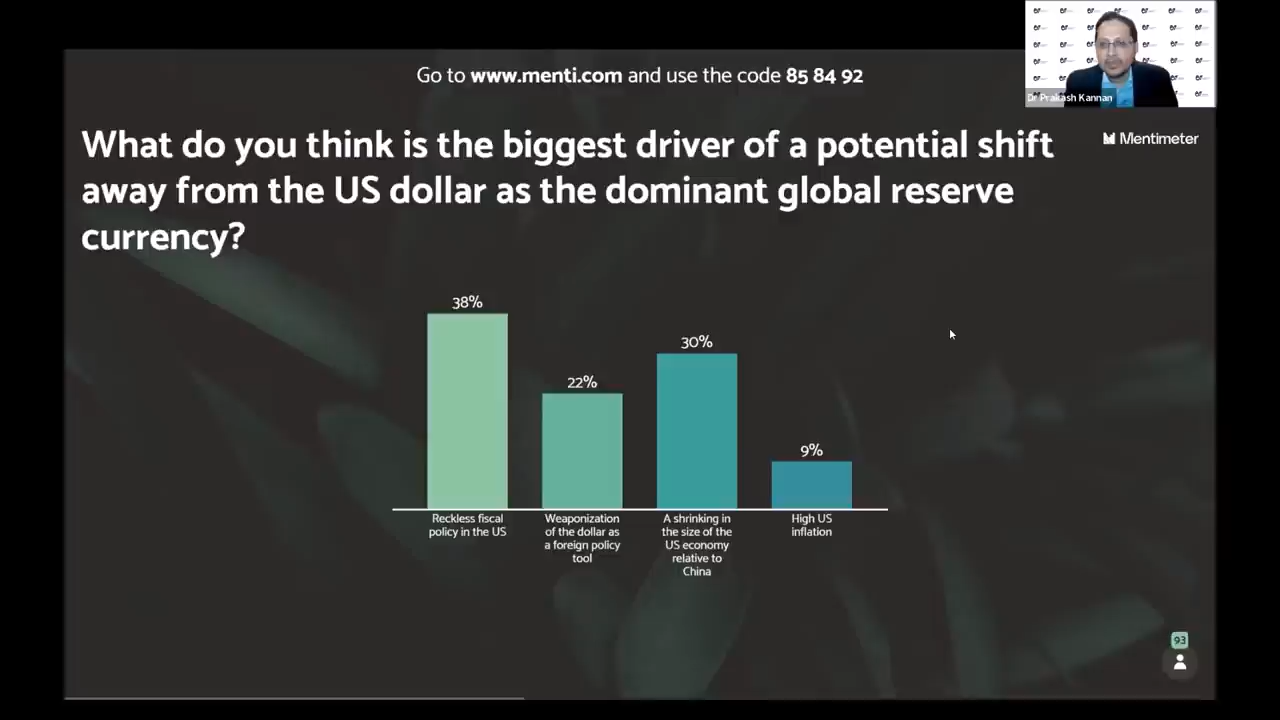 Go to www.menti.com and use the code 85 84 92
Dr Prakash Kannan
Mentimeter
What do you think is the biggest driver of a potential shift
away from the US dollar as the dominant global reserve
currency?
38%
22%
30%
9%
Reckless fiscal
policy in the US
Weaponization
of the dollar as
a foreign policy
tool
A shrinking in
the size of the
US economy
relative to
China
High US
inflation
93